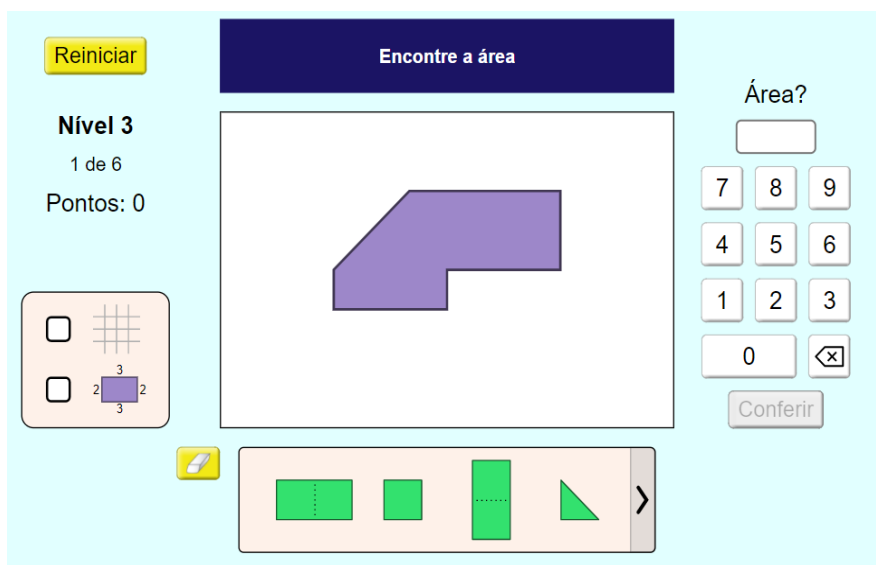 Reiniciar
Encontre a área
Nível 3
1 de 6
Pontos: 0
Área?
7 8 9
4 5 6
1 2 3
0
Conferir
3
2 2
3